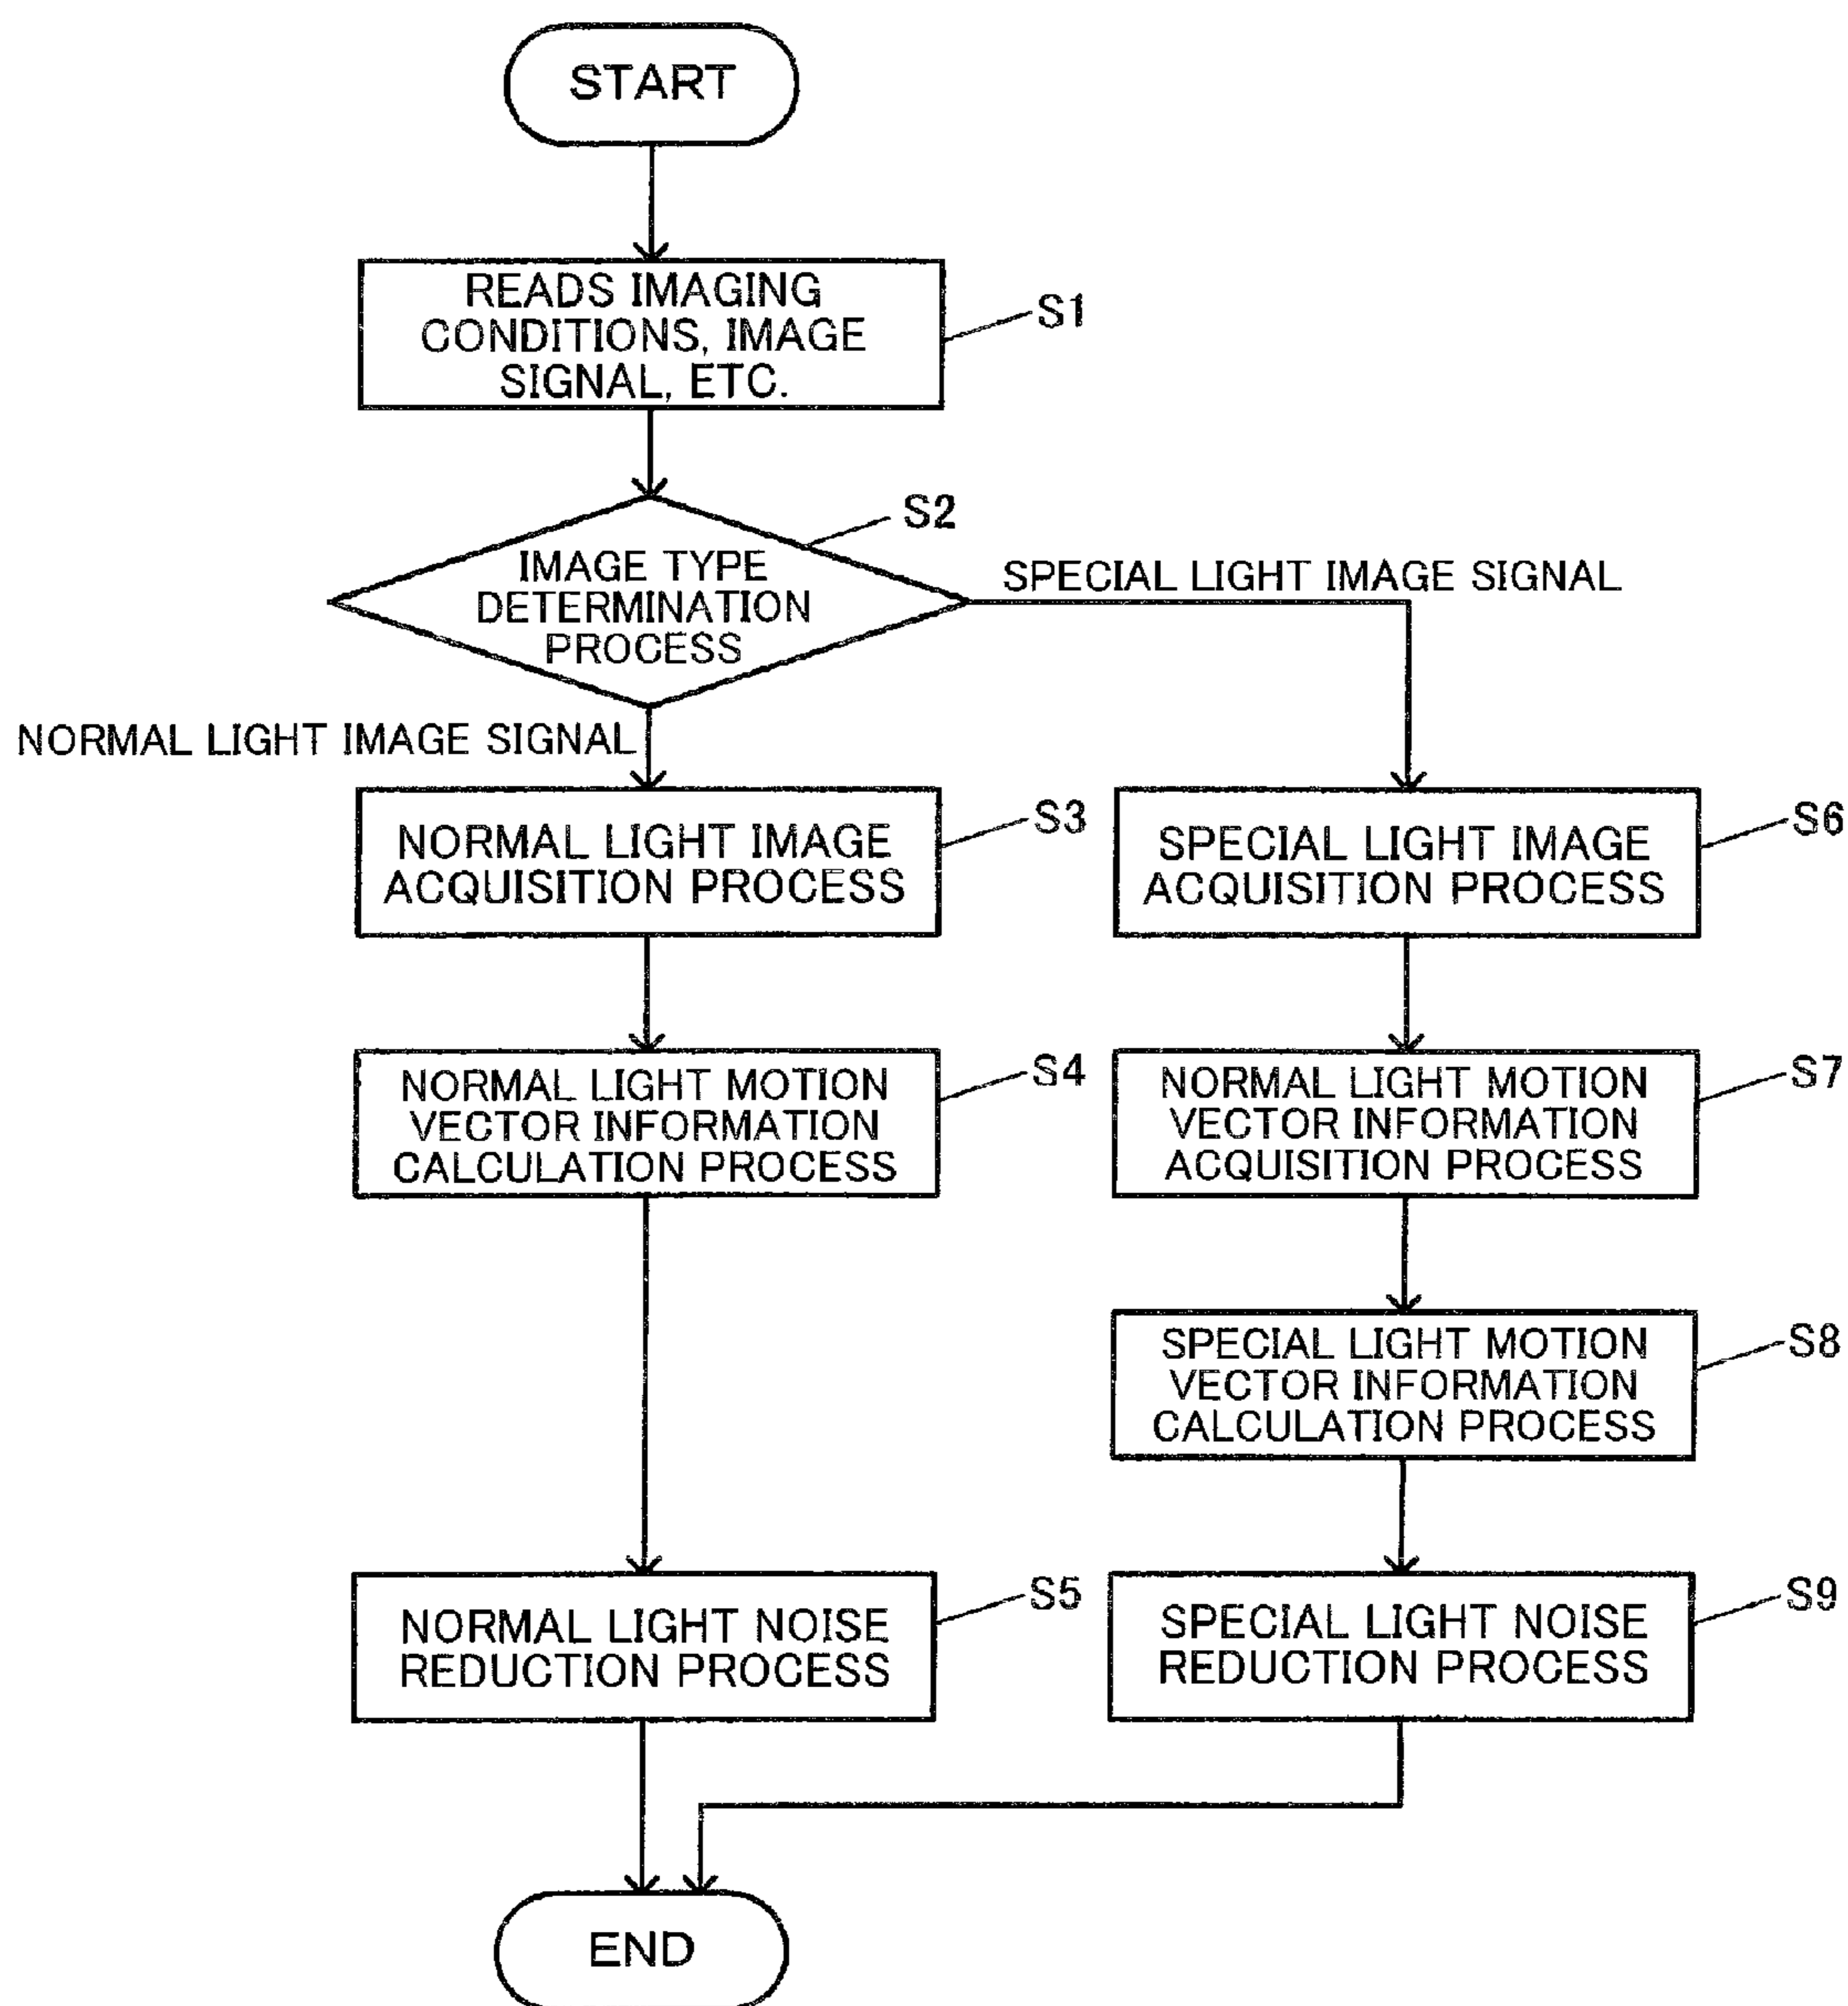 START
READS IMAGING
CONDITIONS, IMAGE
SIGNAL, ETC.
S1
S2
IMAGE TYPE
DETERMINATION
PROCESS
SPECIAL LIGHT IMAGE SIGNAL
NORMAL LIGHT IMAGE SIGNAL
NORMAL LIGHT IMAGE
ACQUISITION PROCESS
S3
SPECIAL LIGHT IMAGE
ACQUISITION PROCESS
S6
NORMAL LIGHT MOTION
VECTOR INFORMATION
CALCULATION PROCESS
S4
NORMAL LIGHT MOTION
VECTOR INFORMATION
ACQUISITION PROCESS
S7
SPECIAL LIGHT MOTION
VECTOR INFORMATION
CALCULATION PROCESS
S8
NORMAL LIGHT NOISE
REDUCTION PROCESS
S5
SPECIAL LIGHT NOISE
REDUCTION PROCESS
S9
END